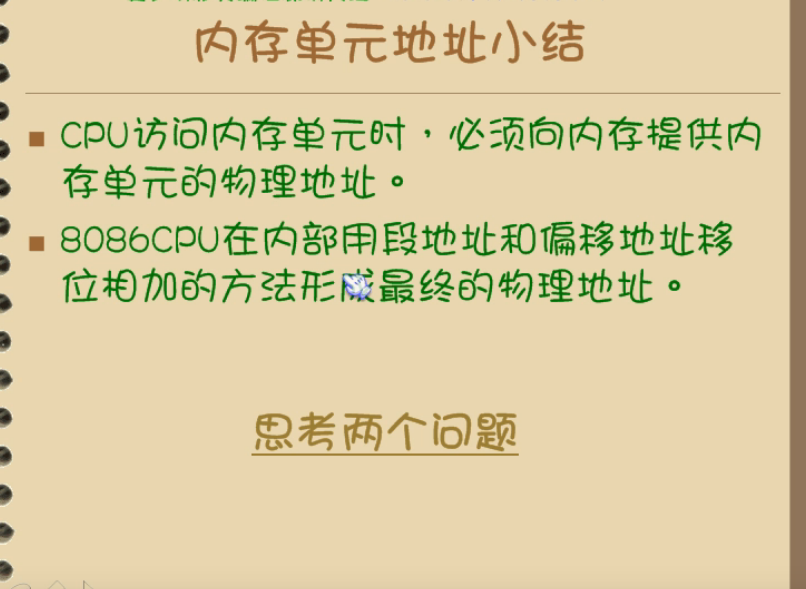 内存单元地址小结
■ CPU访问内存单元时，必须向内存提供内
存单元的物理地址。
■ 8086CPU在内部用段地址和偏移地址移
位相加的方法形成最终的物理地址。
思考两个问题